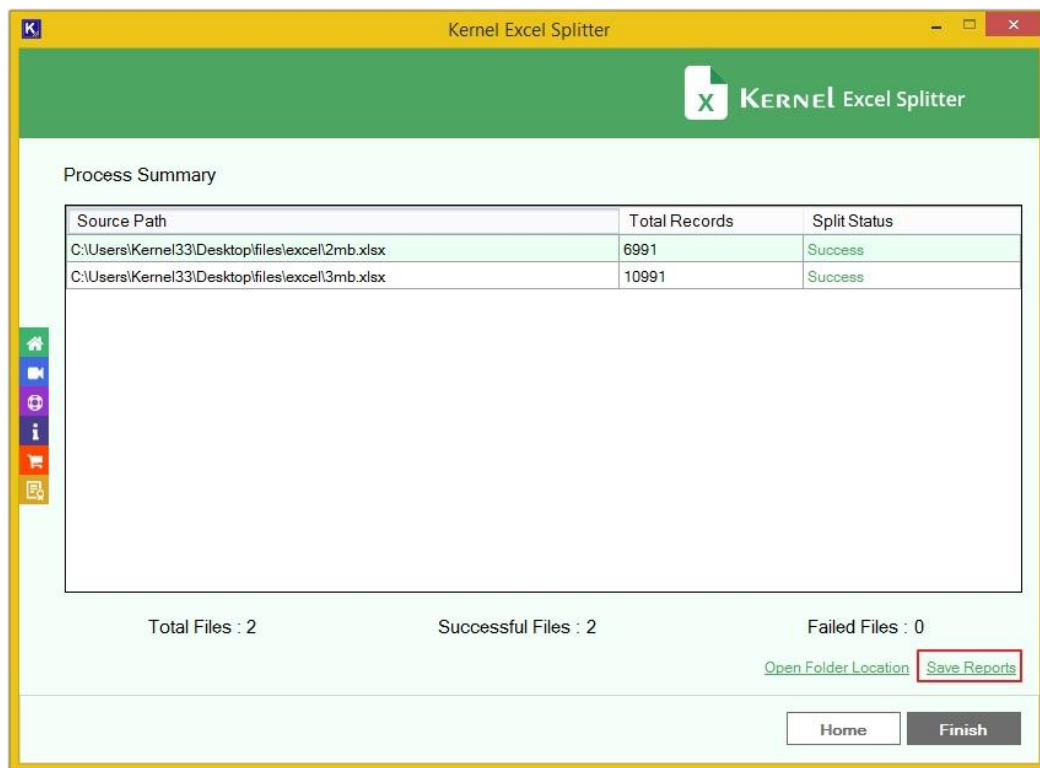 Kernel Excel Splitter
KERNEL Excel Splitter
Process Summary
Source Path Total Records Split Status
C:\Users\Kernel33\Desktop\files\excel\2mb.xlsx 6991 Success
C:\Users\Kernel33\Desktop\files\excel\3mb.xlsx 10991 Success
Total Files : 2 Successful Files : 2 Failed Files : 0
Open Folder Location Save Reports
Home Finish